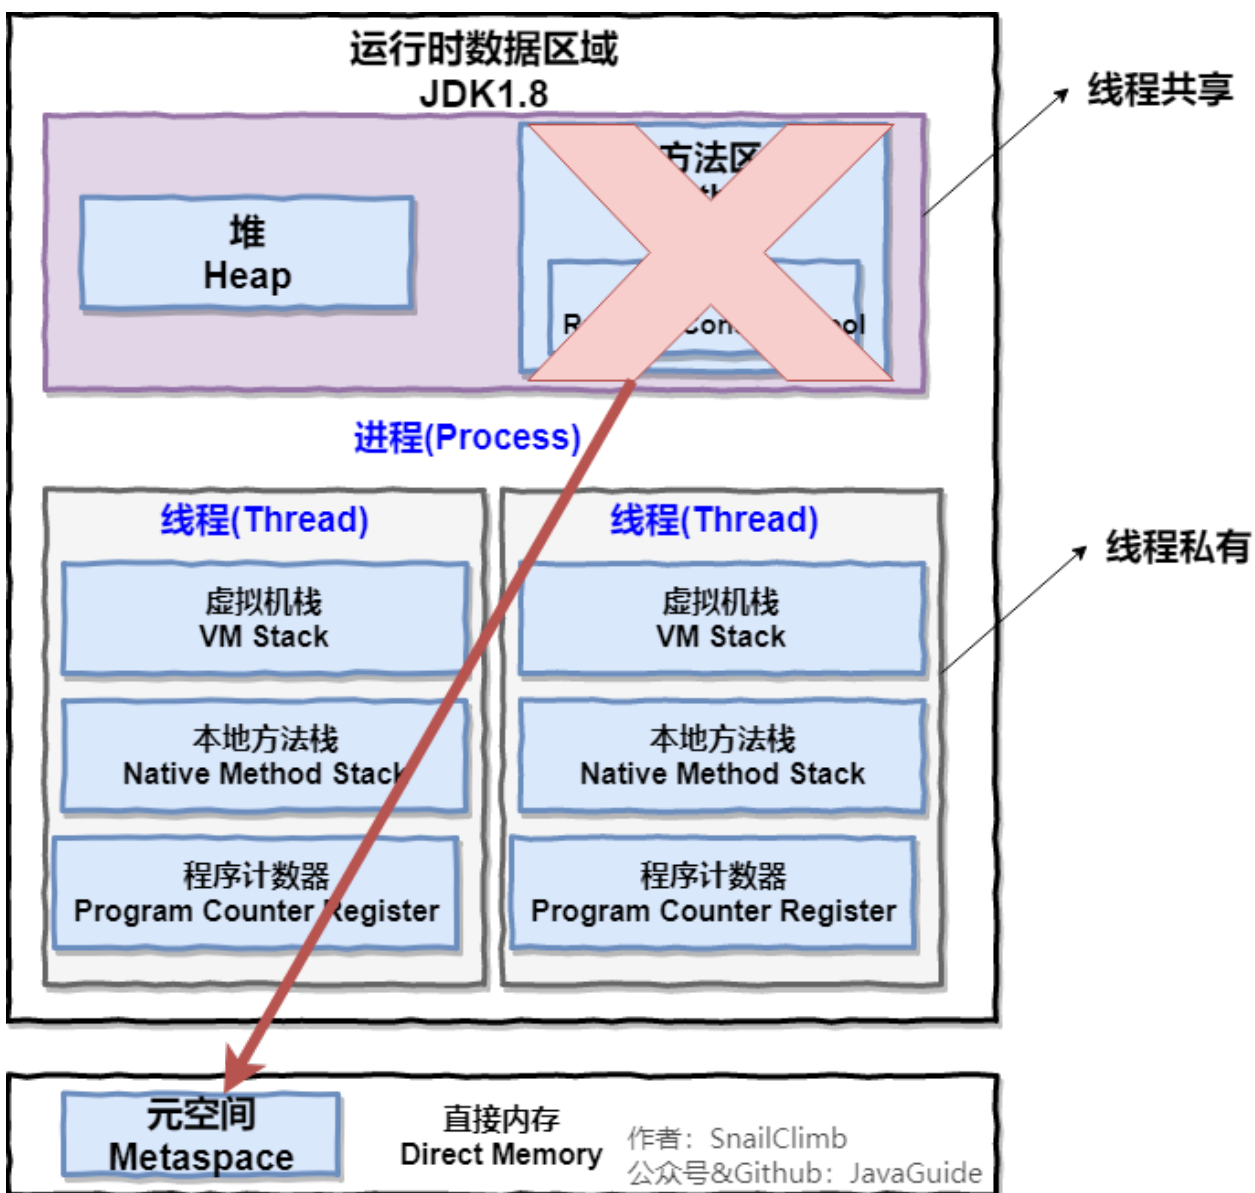 运行时数据区域
JDK1.8
线程共享
方法区
堆
Heap
进程(Process)
线程(Thread)
虚拟机栈
VM Stack
本地方法栈
Native Method Stack
程序计数器
Program Counter Register
线程(Thread)
虚拟机栈
VM Stack
本地方法栈
Native Method Stack
程序计数器
Program Counter Register
线程私有
元空间
Metaspace
直接内存
Direct Memory
作者：SnailClimb
公众号&Github：JavaGuide